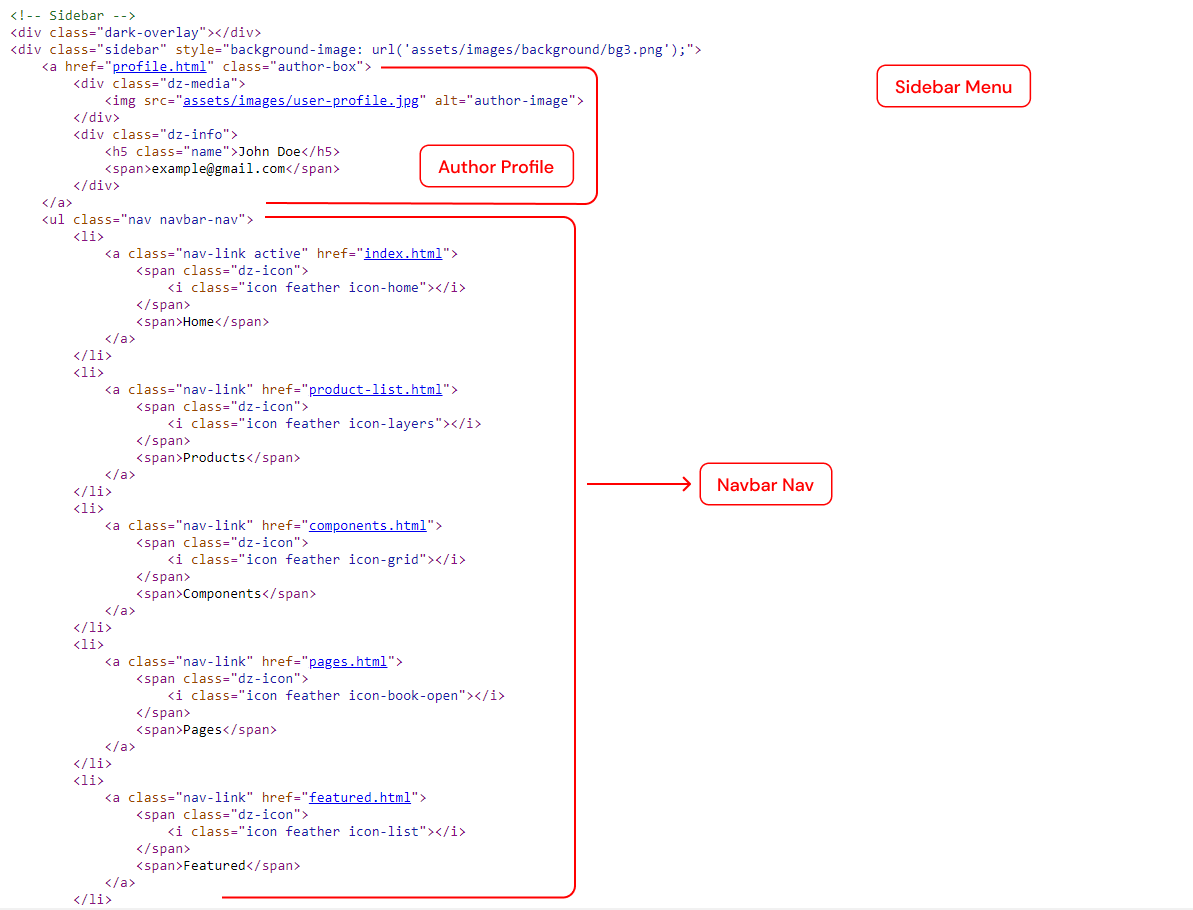 <!-- Sidebar -->
<div class="dark-overlay"></div>
<div class="sidebar" style="background-image: url('assets/images/background/bg3.png');">
    <a href="profile.html" class="author-box">
        <div class="dz-media">
            <img src="assets/images/user-profile.jpg" alt="author-image">
        </div>
        <div class="dz-info">
            <h5 class="name">John Doe</h5>
            <span>example@gmail.com</span>
        </div>
    </a>
    <ul class="nav navbar-nav">
        <li>
            <a class="nav-link active" href="index.html">
                <span class="dz-icon">
                    <i class="icon feather icon-home"></i>
                </span>
                <span>Home</span>
            </a>
        </li>
        <li>
            <a class="nav-link" href="product-list.html">
                <span class="dz-icon">
                    <i class="icon feather icon-layers"></i>
                </span>
                <span>Products</span>
            </a>
        </li>
        <li>
            <a class="nav-link" href="components.html">
                <span class="dz-icon">
                    <i class="icon feather icon-grid"></i>
                </span>
                <span>Components</span>
            </a>
        </li>
        <li>
            <a class="nav-link" href="pages.html">
                <span class="dz-icon">
                    <i class="icon feather icon-book-open"></i>
                </span>
                <span>Pages</span>
            </a>
        </li>
        <li>
            <a class="nav-link" href="featured.html">
                <span class="dz-icon">
                    <i class="icon feather icon-list"></i>
                </span>
                <span>Featured</span>
            </a>
        </li>
Sidebar Menu
Author Profile
Navbar Nav